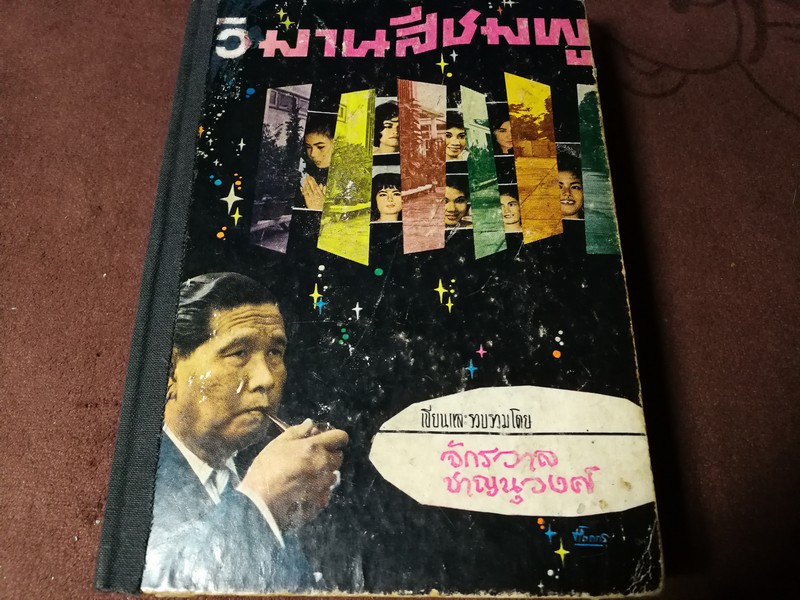 วิมานสีชมพู
เขียนและรวบรวมโดย
จักรวาล
ชาญนุวงศ์